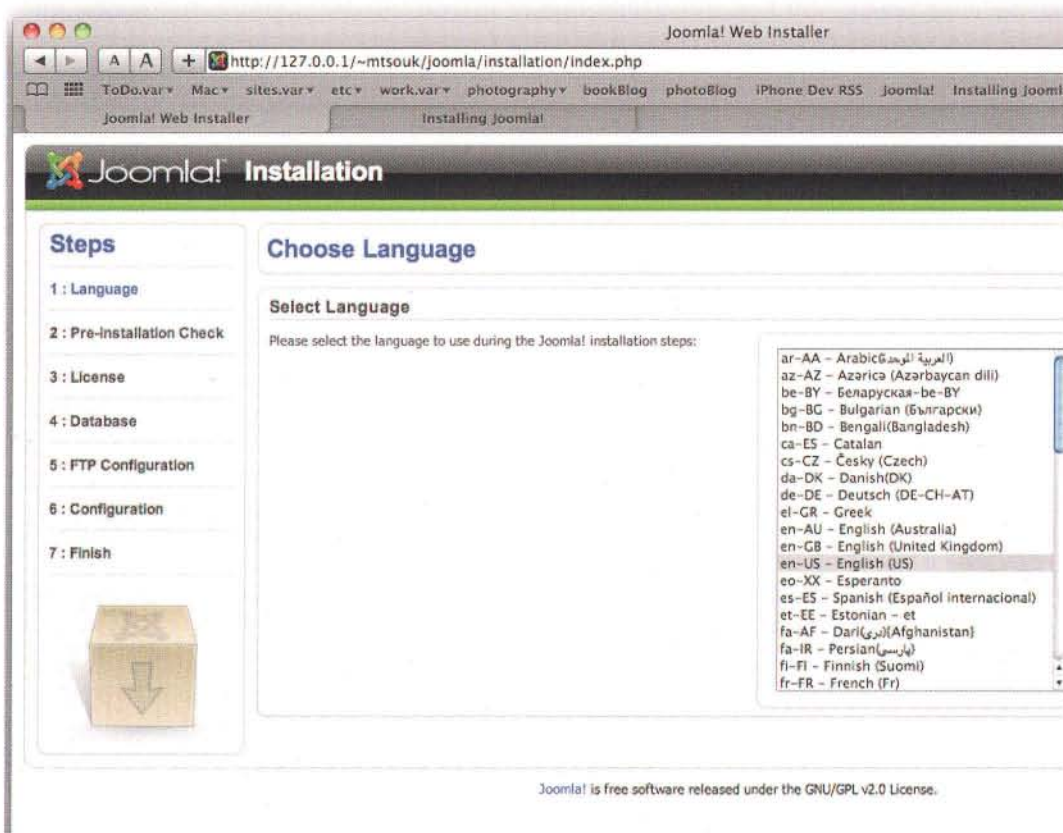 Joomla! Web Installer
A A + http://127.0.0.1/~mtsouk/joomla/installation/index.php
ToDo.var Mac sites.var etc work.var photography bookBlog photoBlog iPhone Dev RSS Joomla! Installing Jooml
Joomla! Web Installer Installing Joomla!
Joomla! Installation
Steps
1 : Language
2 : Pre-installation Check
3 : License
4 : Database
5 : FTP Configuration
6 : Configuration
7 : Finish
Choose Language
Select Language
Please select the language to use during the Joomla! installation steps:
ar-AA - Arabic (العربية الموحدة)
az-AZ - Azəricə (Azərbaycan dili)
be-BY - Беларуская-be-BY
bg-BG - Bulgarian (Български)
bn-BD - Bengali(Bangladesh)
ca-ES - Catalan
cs-CZ - Česky (Czech)
da-DK - Danish(DK)
de-DE - Deutsch (DE-CH-AT)
el-GR - Greek
en-AU - English (Australia)
en-GB - English (United Kingdom)
en-US - English (US)
eo-XX - Esperanto
es-ES - Spanish (Español internacional)
et-EE - Estonian - et
fa-AF - Dari(دری)(Afghanistan)
fa-IR - Persian(پارسی)
fi-FI - Finnish (Suomi)
fr-FR - French (Fr)
Joomla! is free software released under the GNU/GPL v2.0 License.